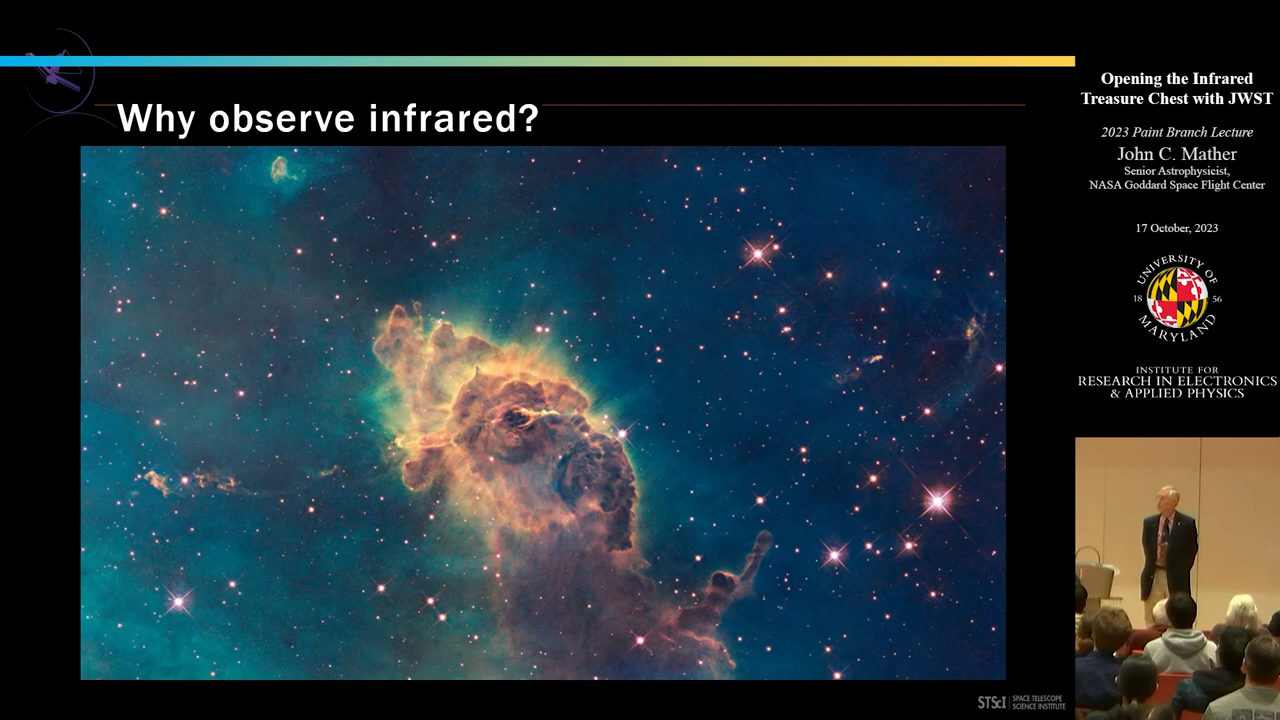 Why observe infrared?
STScI | SPACE TELESCOPE
SCIENCE INSTITUTE
Opening the Infrared
Treasure Chest with JWST
2023 Paint Branch Lecture
John C. Mather
Senior Astrophysicist,
NASA Goddard Space Flight Center
17 October, 2023
UNIVERSITY OF
18 56
MARYLAND
INSTITUTE FOR
RESEARCH IN ELECTRONICS
& APPLIED PHYSICS